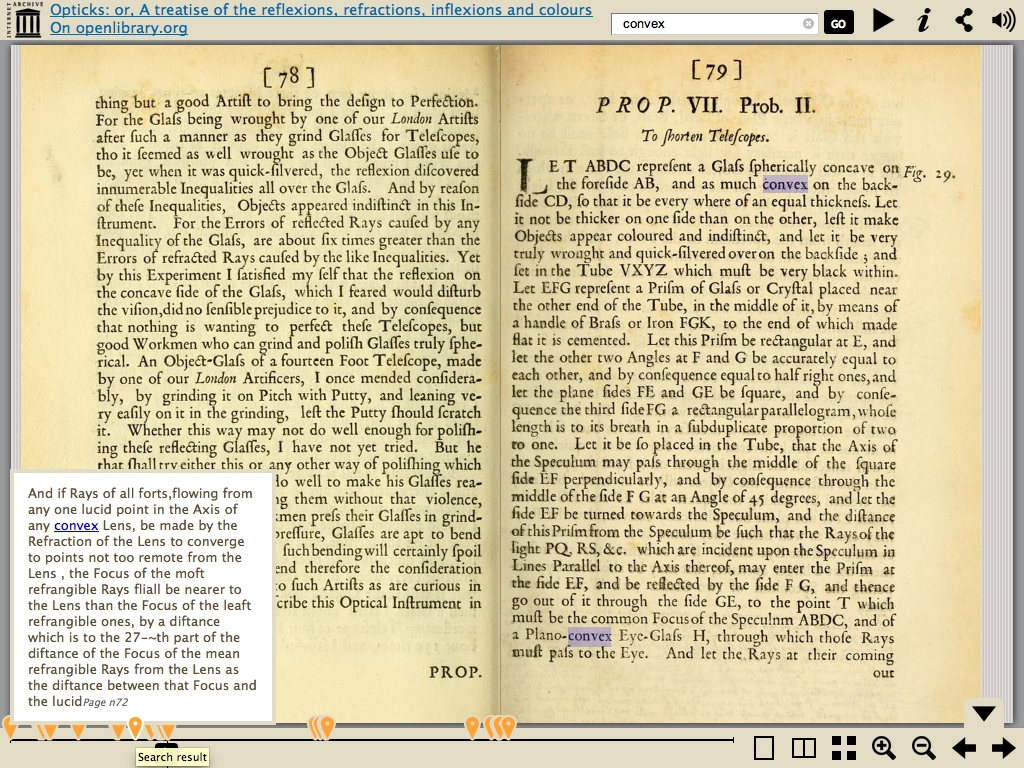 INTERNET ARCHIVE
Opticks: or, A treatise of the reflexions, refractions, inflexions and colours
On openlibrary.org
convex
GO
[ 78 ]
thing but a good Artiſt to bring the deſign to Perfection.
For the Glaſs being wrought by one of our London Artiſts
after ſuch a manner as they grind Glaſſes for Teleſcopes,
tho it ſeemed as well wrought as the Object Glaſſes uſe to
be, yet when it was quick-ſilvered, the reflexion diſcovered
innumerable Inequalities all over the Glaſs. And by reaſon
of theſe Inequalities, Objects appeared indiſtinct in this In-
ſtrument. For the Errors of reflected Rays cauſed by any
Inequality of the Glaſs, are about ſix times greater than the
Errors of refracted Rays cauſed by the like Inequalities. Yet
by this Experiment I ſatisfied my ſelf that the reflexion on
the concave ſide of the Glaſs, which I feared would diſturb
the viſion, did no ſenſible prejudice to it, and by conſequence
that nothing is wanting to perfect theſe Teleſcopes, but
good Workmen who can grind and poliſh Glaſſes truly ſphe-
rical. An Object-Glaſs of a fourteen Foot Teleſcope, made
by one of our London Artificers, I once mended conſidera-
bly, by grinding it on Pitch with Putty, and leaning ve-
ry eaſily on it in the grinding, leſt the Putty ſhould ſcratch
it. Whether this way may not do well enough for poliſh-
ing theſe reflecting Glaſſes, I have not yet tried. But he
that ſhall try either this or any other way of poliſhing which
do well to make his Glaſſes rea-
ng them without that violence,
kmen preſs their Glaſſes in grind-
preſſure, Glaſſes are apt to bend
ſuch bending will certainly ſpoil
end therefore the conſideration
to ſuch Artiſts as are curious in
cribe this Optical Inſtrument in
PROP.
And if Rays of all forts,flowing from
any one lucid point in the Axis of
any convex Lens, be made by the
Refraction of the Lens to converge
to points not too remote from the
Lens , the Focus of the moft
refrangible Rays fliall be nearer to
the Lens than the Focus of the leaft
refrangible ones, by a diftance
which is to the 27-~th part of the
diftance of the Focus of the mean
refrangible Rays from the Lens as
the diftance between that Focus and
the lucidPage n72
[ 79 ]
PROP. VII. Prob. II.
To ſhorten Teleſcopes.
LET ABDC repreſent a Glaſs ſpherically concave on Fig. 29.
the foreſide AB, and as much convex on the back-
ſide CD, ſo that it be every where of an equal thickneſs. Let
it not be thicker on one ſide than on the other, leſt it make
Objects appear coloured and indiſtinct, and let it be very
truly wrought and quick-ſilvered over on the backſide ; and
ſet in the Tube VXYZ which muſt be very black within.
Let EFG repreſent a Priſm of Glaſs or Cryſtal placed near
the other end of the Tube, in the middle of it, by means of
a handle of Braſs or Iron FGK, to the end of which made
flat it is cemented. Let this Priſm be rectangular at E, and
let the other two Angles at F and G be accurately equal to
each other, and by conſequence equal to half right ones, and
let the plane ſides FE and GE be ſquare, and by conſe-
quence the third ſide FG a rectangular parallelogram, whoſe
length is to its breath in a ſubduplicate proportion of two
to one. Let it be ſo placed in the Tube, that the Axis of
the Speculum may paſs through the middle of the ſquare
ſide EF perpendicularly, and by conſequence through the
middle of the ſide F G at an Angle of 45 degrees, and let the
ſide EF be turned towards the Speculum, and the diſtance
of this Priſm from the Speculum be ſuch that the Rays of the
light PQ, RS, &c. which are incident upon the Speculum in
Lines Parallel to the Axis thereof, may enter the Priſm at
the ſide EF, and be reflected by the ſide F G, and thence
go out of it through the ſide GE, to the point T which
muſt be the common Focus of the Speculnm ABDC, and of
a Plano-convex Eye-Glaſs H, through which thoſe Rays
muſt paſs to the Eye. And let the Rays at their coming
out
Search result